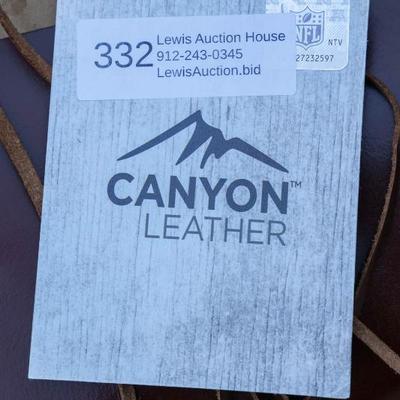 332
Lewis Auction House
912-243-0345
LewisAuction.bid
NFL
NTV
27232597
CANYON™
LEATHER